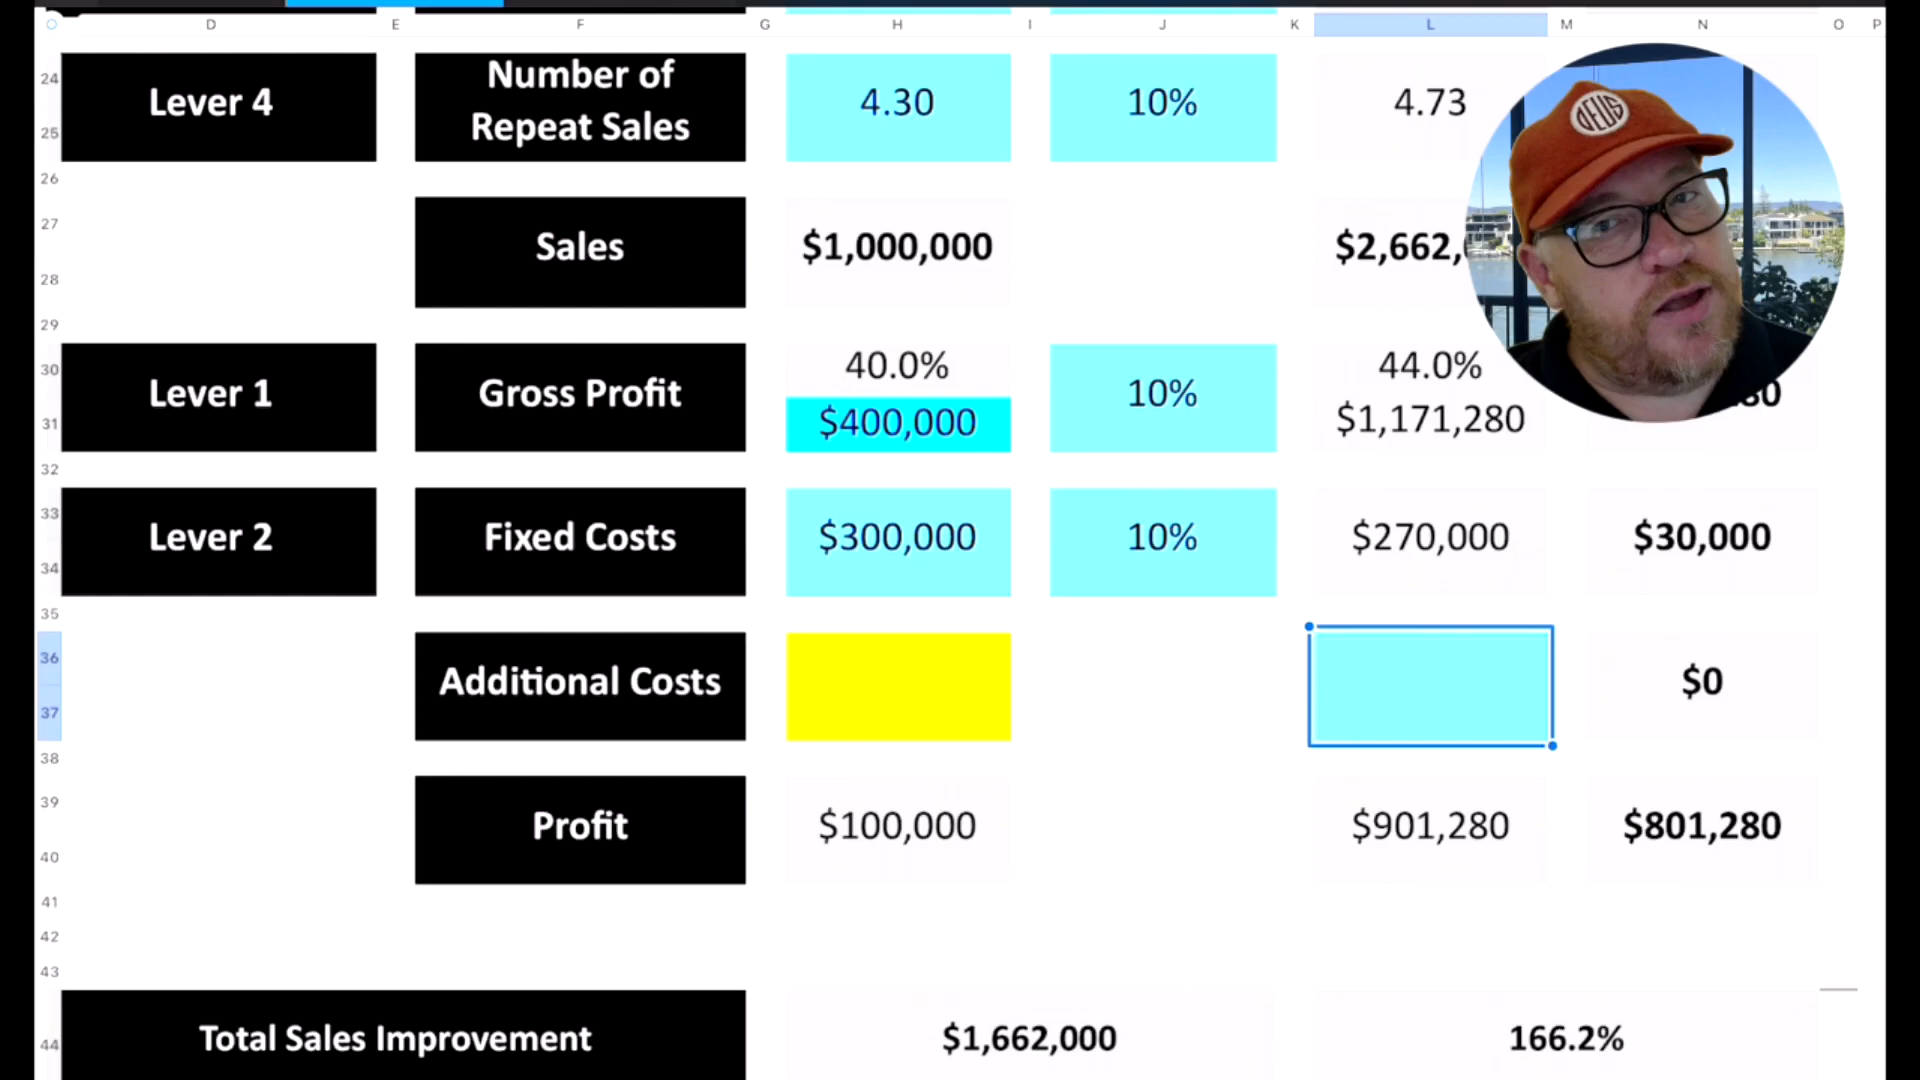 D E F G H I J K L M N O P
24 Lever 4 Number of 4.30 10% 4.73
25 Repeat Sales
DEUS
26
27 Sales $1,000,000 $2,662,
28
29
30 Lever 1 Gross Profit 40.0% 10% 44.0%
31 $400,000 $1,171,280
32
33 Lever 2 Fixed Costs $300,000 10% $270,000 $30,000
34
35
36 Additional Costs $0
37
38
39 Profit $100,000 $901,280 $801,280
40
41
42
43
44 Total Sales Improvement $1,662,000 166.2%